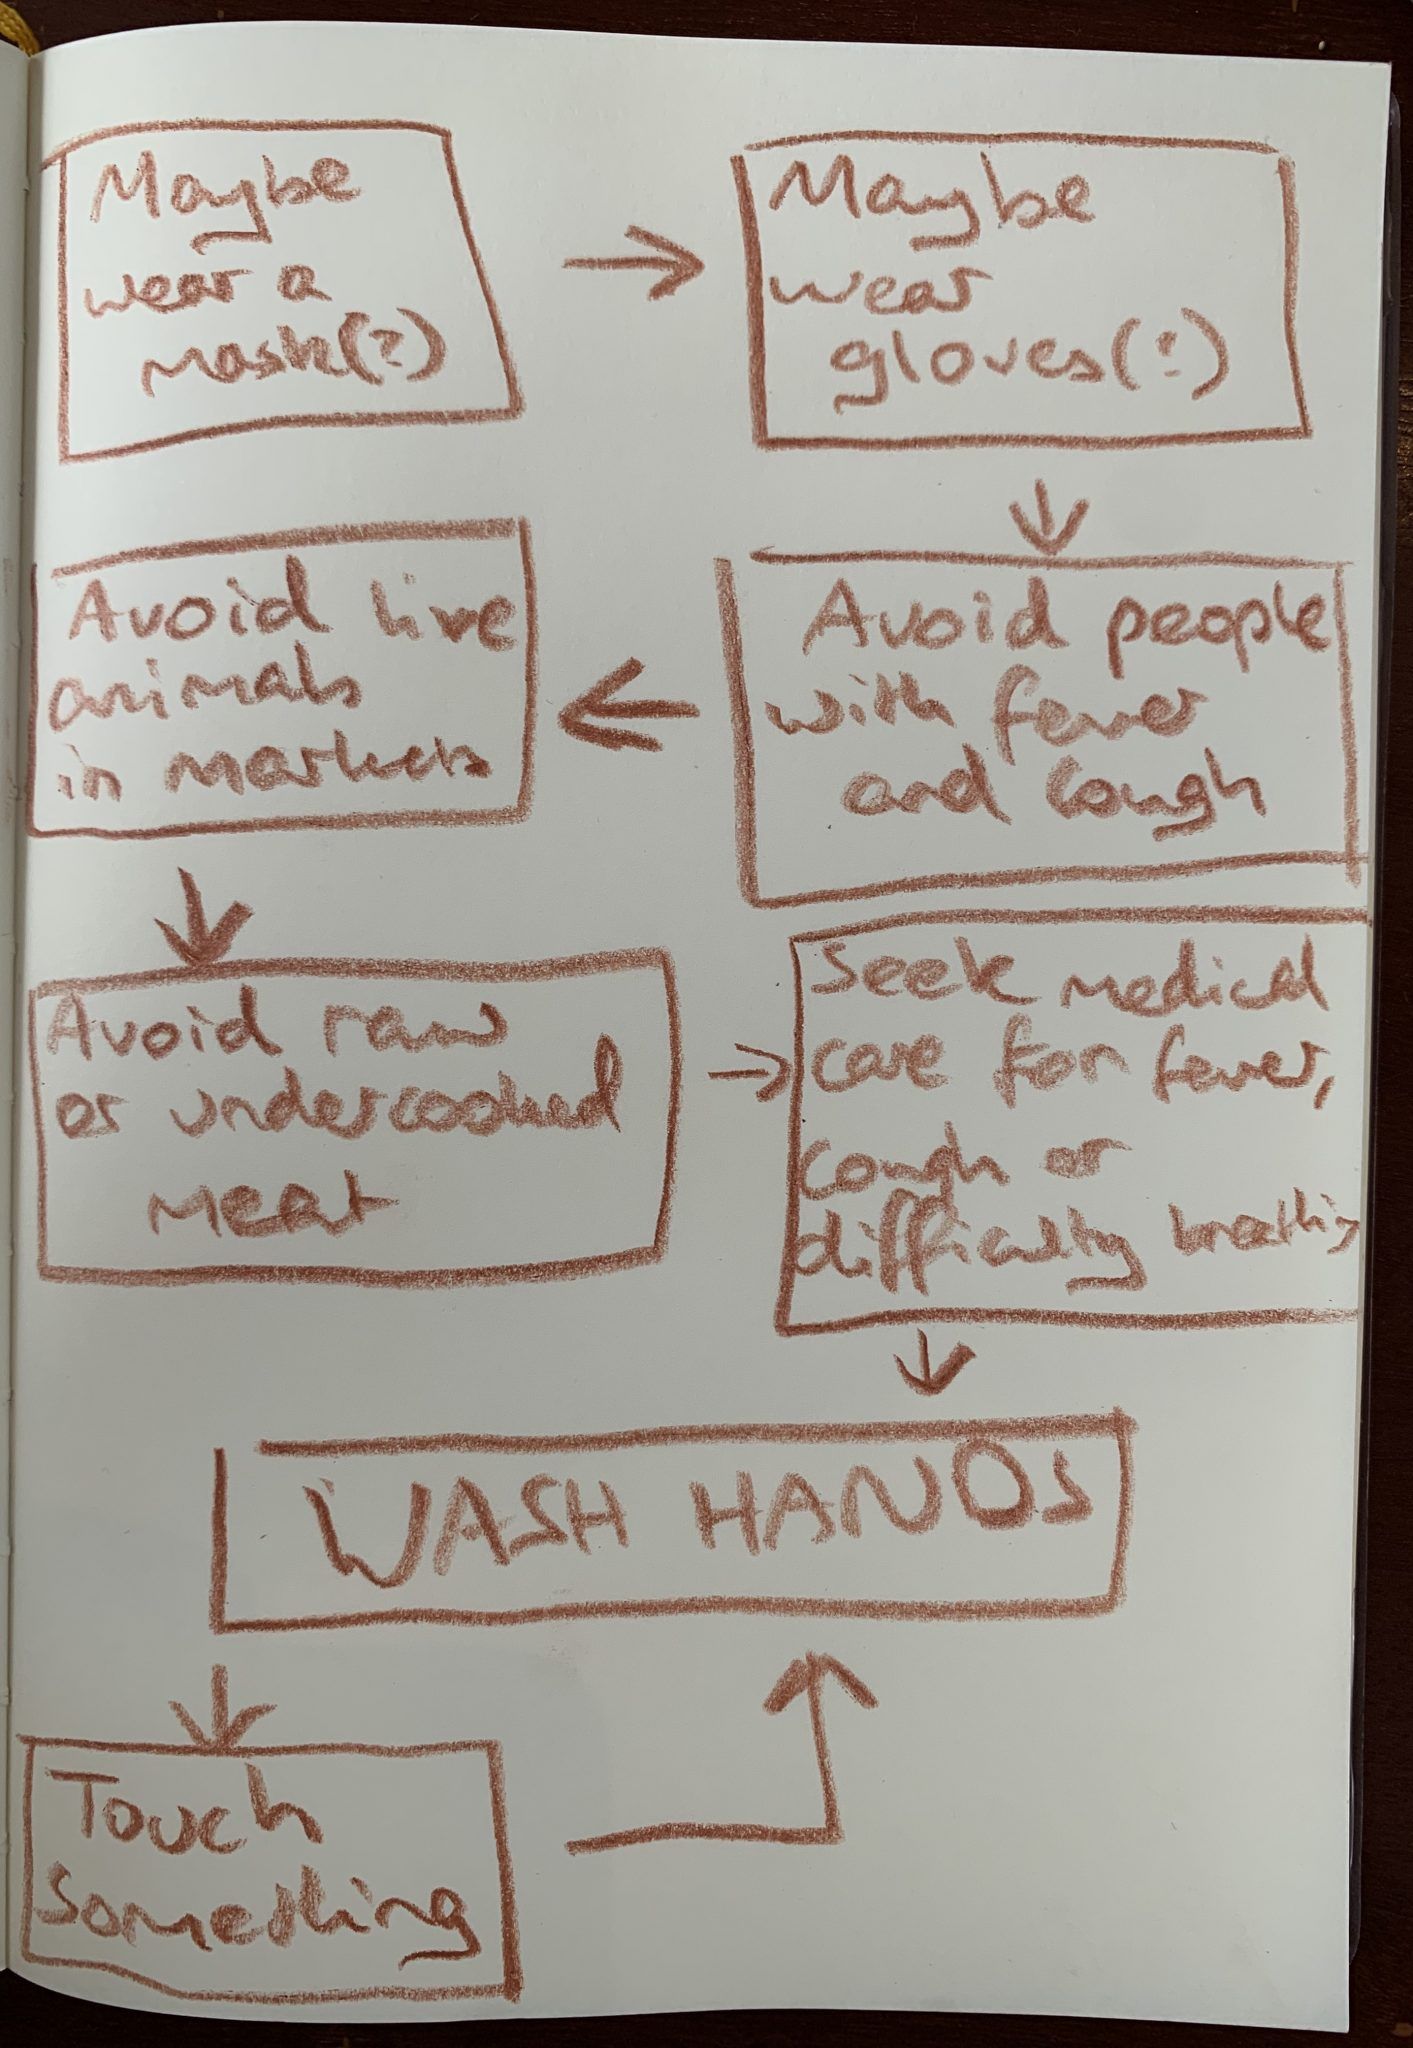 Maybe
wear a
mask(?)
Maybe
wear
gloves(?)
Avoid people
with fever
and cough
Avoid live
animals
in markets
Avoid raw
or undercooked
meat
Seek medical
care for fever,
cough or
difficulty breathing
WASH HANDS
Touch
something